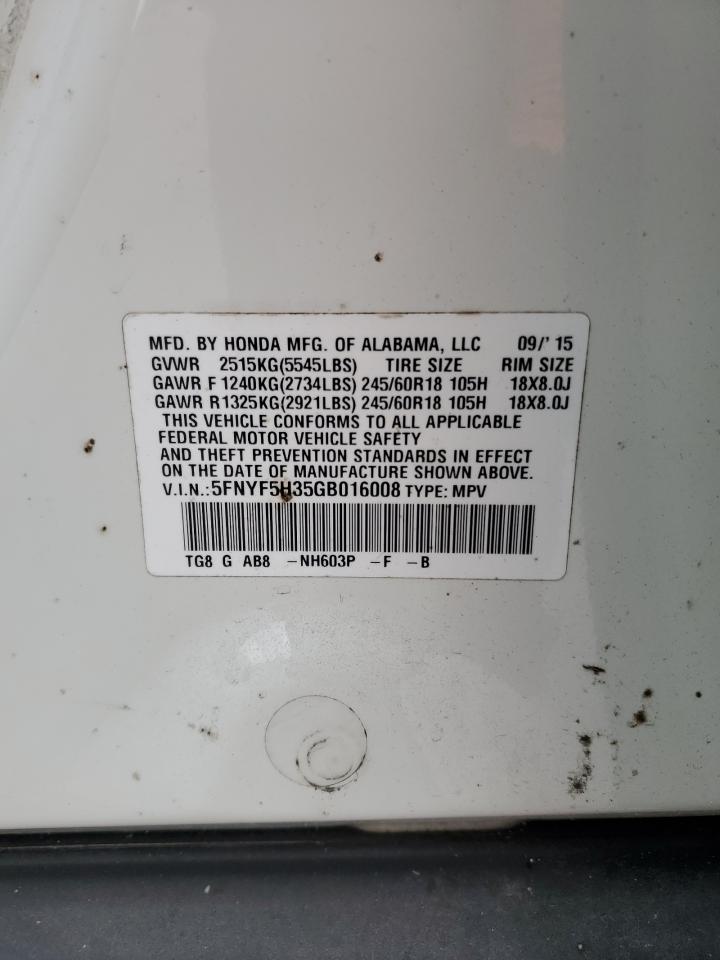 MFD. BY HONDA MFG. OF ALABAMA, LLC 09/' 15
GVWR 2515KG(5545LBS) TIRE SIZE RIM SIZE
GAWR F 1240KG(2734LBS) 245/60R18 105H 18X8.0J
GAWR R1325KG(2921LBS) 245/60R18 105H 18X8.0J
THIS VEHICLE CONFORMS TO ALL APPLICABLE
FEDERAL MOTOR VEHICLE SAFETY
AND THEFT PREVENTION STANDARDS IN EFFECT
ON THE DATE OF MANUFACTURE SHOWN ABOVE.
V.I.N.:5FNYF5H35GB016008 TYPE: MPV
TG8 G AB8 -NH603P -F -B